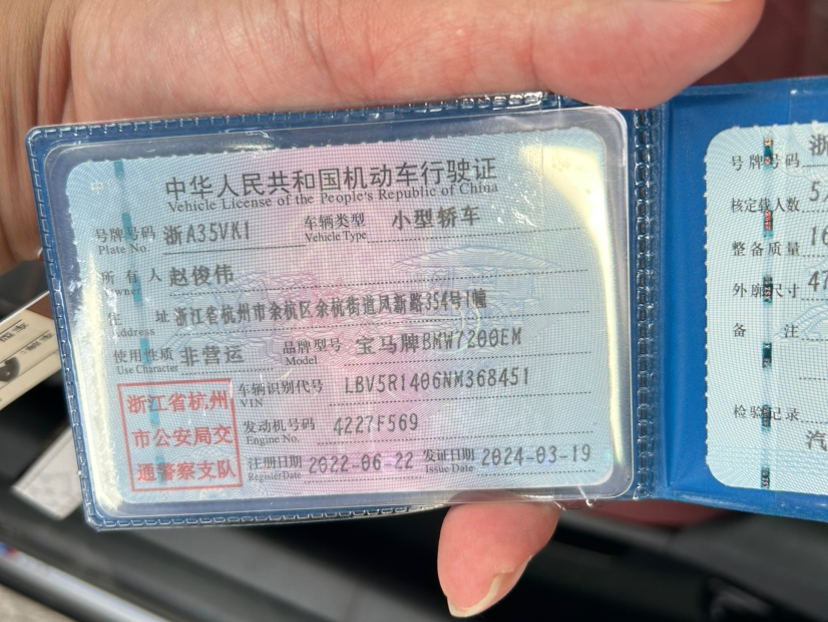 中华人民共和国机动车行驶证
Vehicle License of the People's Republic of China
号牌号码 浙A35VK1 车辆类型 小型轿车
Plate No. Vehicle Type
所有人 赵俊伟
Owner
住址 浙江省杭州市余杭区余杭街道凤新路354号1幢
Address
使用性质 非营运 品牌型号 宝马牌BMW7200EM
Use Character Model
车辆识别代号 LBV5R1406NM368451
VIN
发动机号码 4227F569
Engine No.
注册日期 2022-06-22 发证日期 2024-03-19
Register Date Issue Date
浙江省杭州
市公安局交
通警察支队
号牌号码 浙
核定载人数 5
整备质量 16
外廓尺寸 47
备注
检验记录
汽